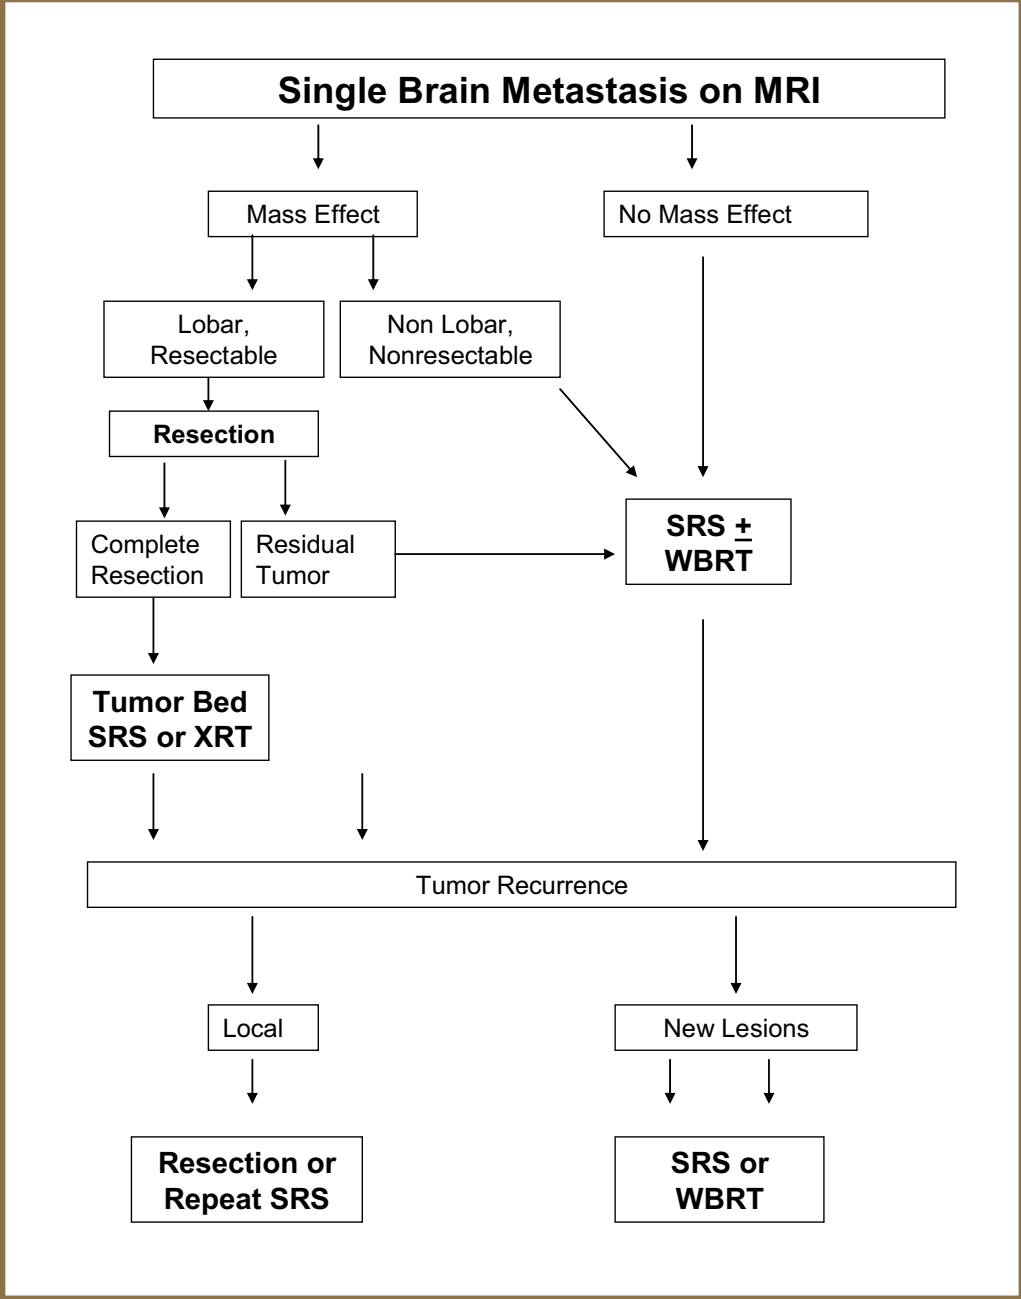 Single Brain Metastasis on MRI
Mass Effect
No Mass Effect
Lobar,
Resectable
Non Lobar,
Nonresectable
Resection
Complete
Resection
Residual
Tumor
SRS ±
WBRT
Tumor Bed
SRS or XRT
Tumor Recurrence
Local
New Lesions
Resection or
Repeat SRS
SRS or
WBRT